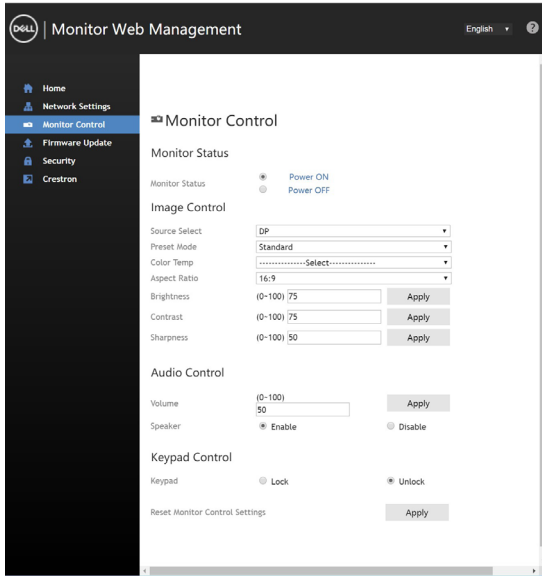 DELL | Monitor Web Management
English
?
Home
Network Settings
Monitor Control
Firmware Update
Security
Crestron
Monitor Control
Monitor Status
Monitor Status Power ON
Power OFF
Image Control
Source Select DP
Preset Mode Standard
Color Temp ---------------Select---------------
Aspect Ratio 16:9
Brightness (0~100) 75 Apply
Contrast (0~100) 75 Apply
Sharpness (0~100) 50 Apply
Audio Control
(0~100)
Volume 50 Apply
Speaker Enable Disable
Keypad Control
Keypad Lock Unlock
Reset Monitor Control Settings Apply